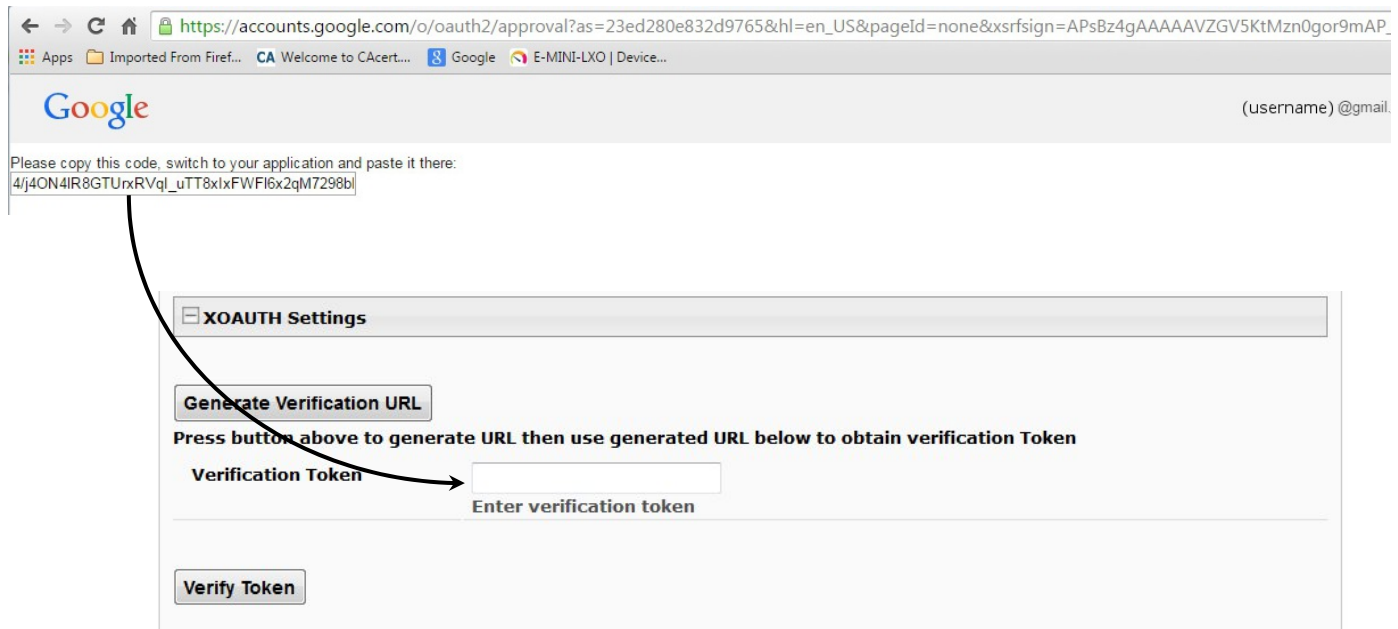 https://accounts.google.com/o/oauth2/approval?as=23ed280e832d9765&hl=en_US&pageId=none&xsrfsign=APsBz4gAAAAAVZGV5KtMzn0gor9mAP_
Apps Imported From Firef... CA Welcome to CAcert.... 8 Google E-MINI-LXO | Device...
Google (username) @gmail.
Please copy this code, switch to your application and paste it there:
4/j4ON4lR8GTUrxRVql_uTT8xIxFWFl6x2qM7298bl
XOAUTH Settings
Generate Verification URL
Press button above to generate URL then use generated URL below to obtain verification Token
Verification Token
Enter verification token
Verify Token